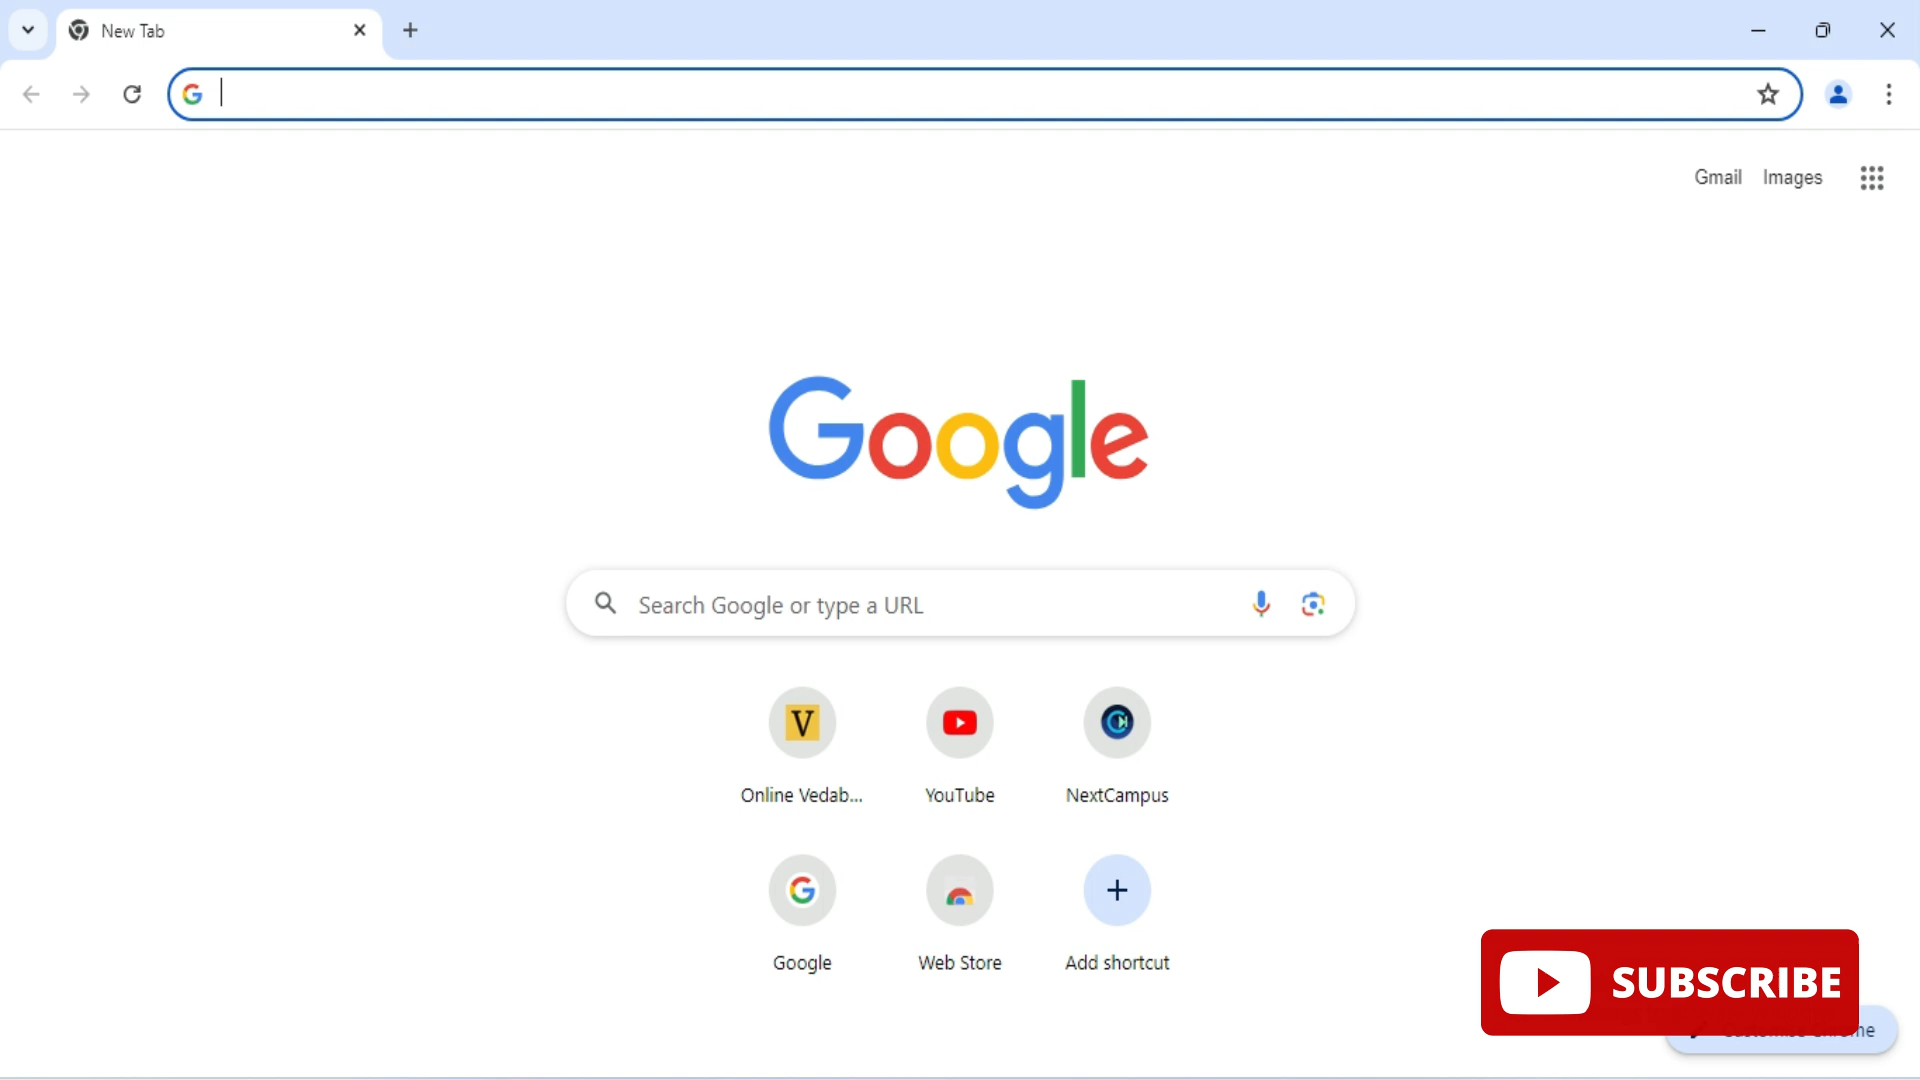 New Tab
Gmail Images
Google
Search Google or type a URL
V
Online Vedab... YouTube NextCampus
Google Web Store Add shortcut
SUBSCRIBE